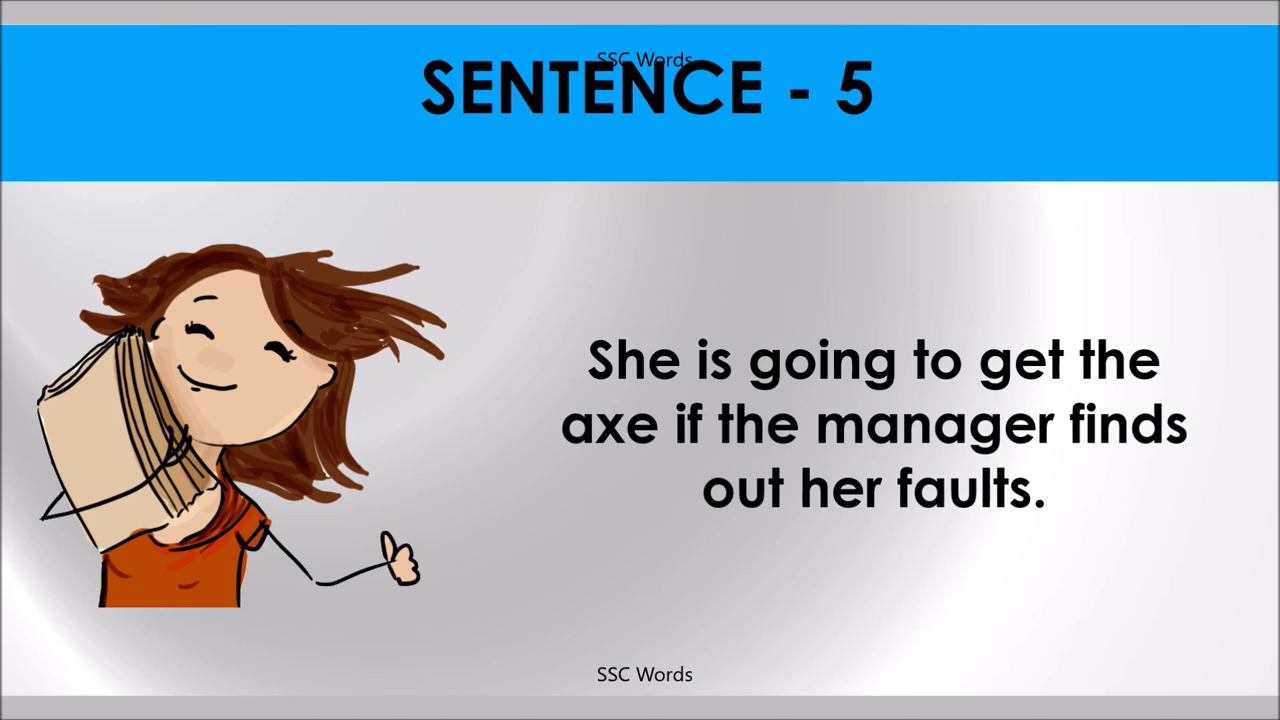 SSC Words
SENTENCE - 5
She is going to get the
axe if the manager finds
out her faults.
SSC Words